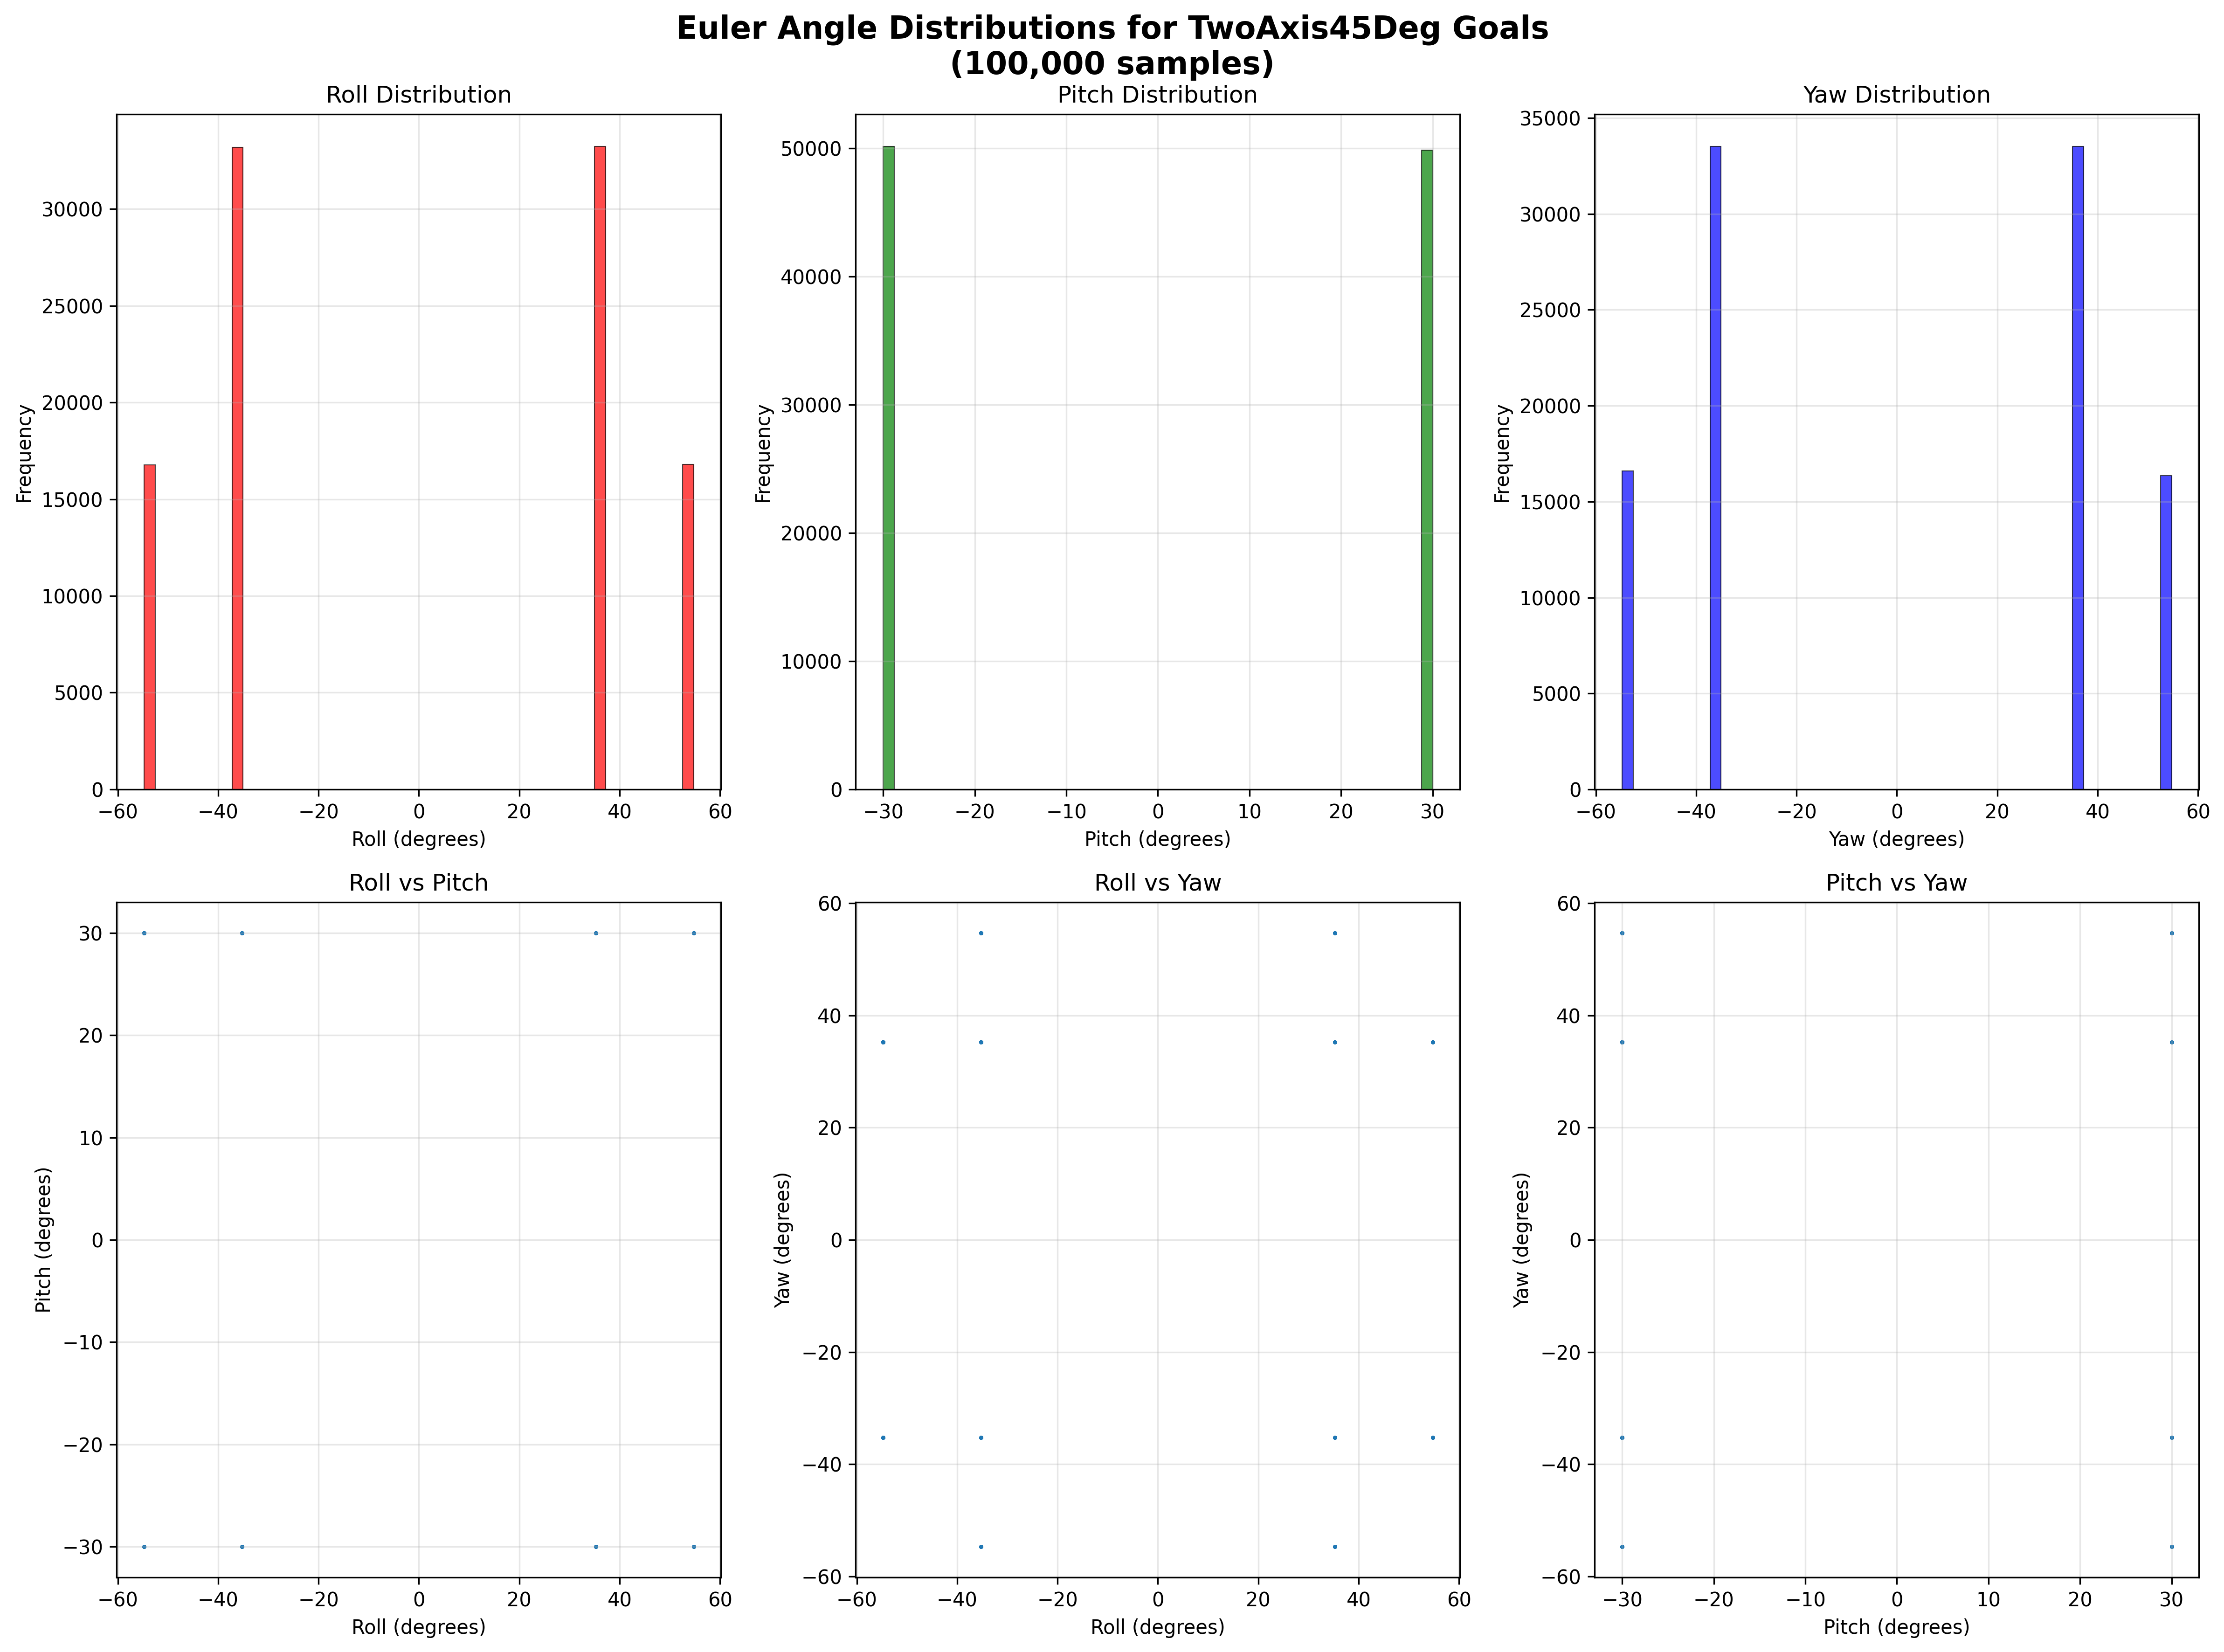 Euler Angle Distributions for TwoAxis45Deg Goals
(100,000 samples)
Roll Distribution
Frequency
30000
25000
20000
15000
10000
5000
0
−60 −40 −20 0 20 40 60
Roll (degrees)
Pitch Distribution
Frequency
50000
40000
30000
20000
10000
0
−30 −20 −10 0 10 20 30
Pitch (degrees)
Yaw Distribution
Frequency
35000
30000
25000
20000
15000
10000
5000
0
−60 −40 −20 0 20 40 60
Yaw (degrees)
Roll vs Pitch
Pitch (degrees)
30
20
10
0
−10
−20
−30
−60 −40 −20 0 20 40 60
Roll (degrees)
Roll vs Yaw
Yaw (degrees)
60
40
20
0
−20
−40
−60
−60 −40 −20 0 20 40 60
Roll (degrees)
Pitch vs Yaw
Yaw (degrees)
60
40
20
0
−20
−40
−60
−30 −20 −10 0 10 20 30
Pitch (degrees)